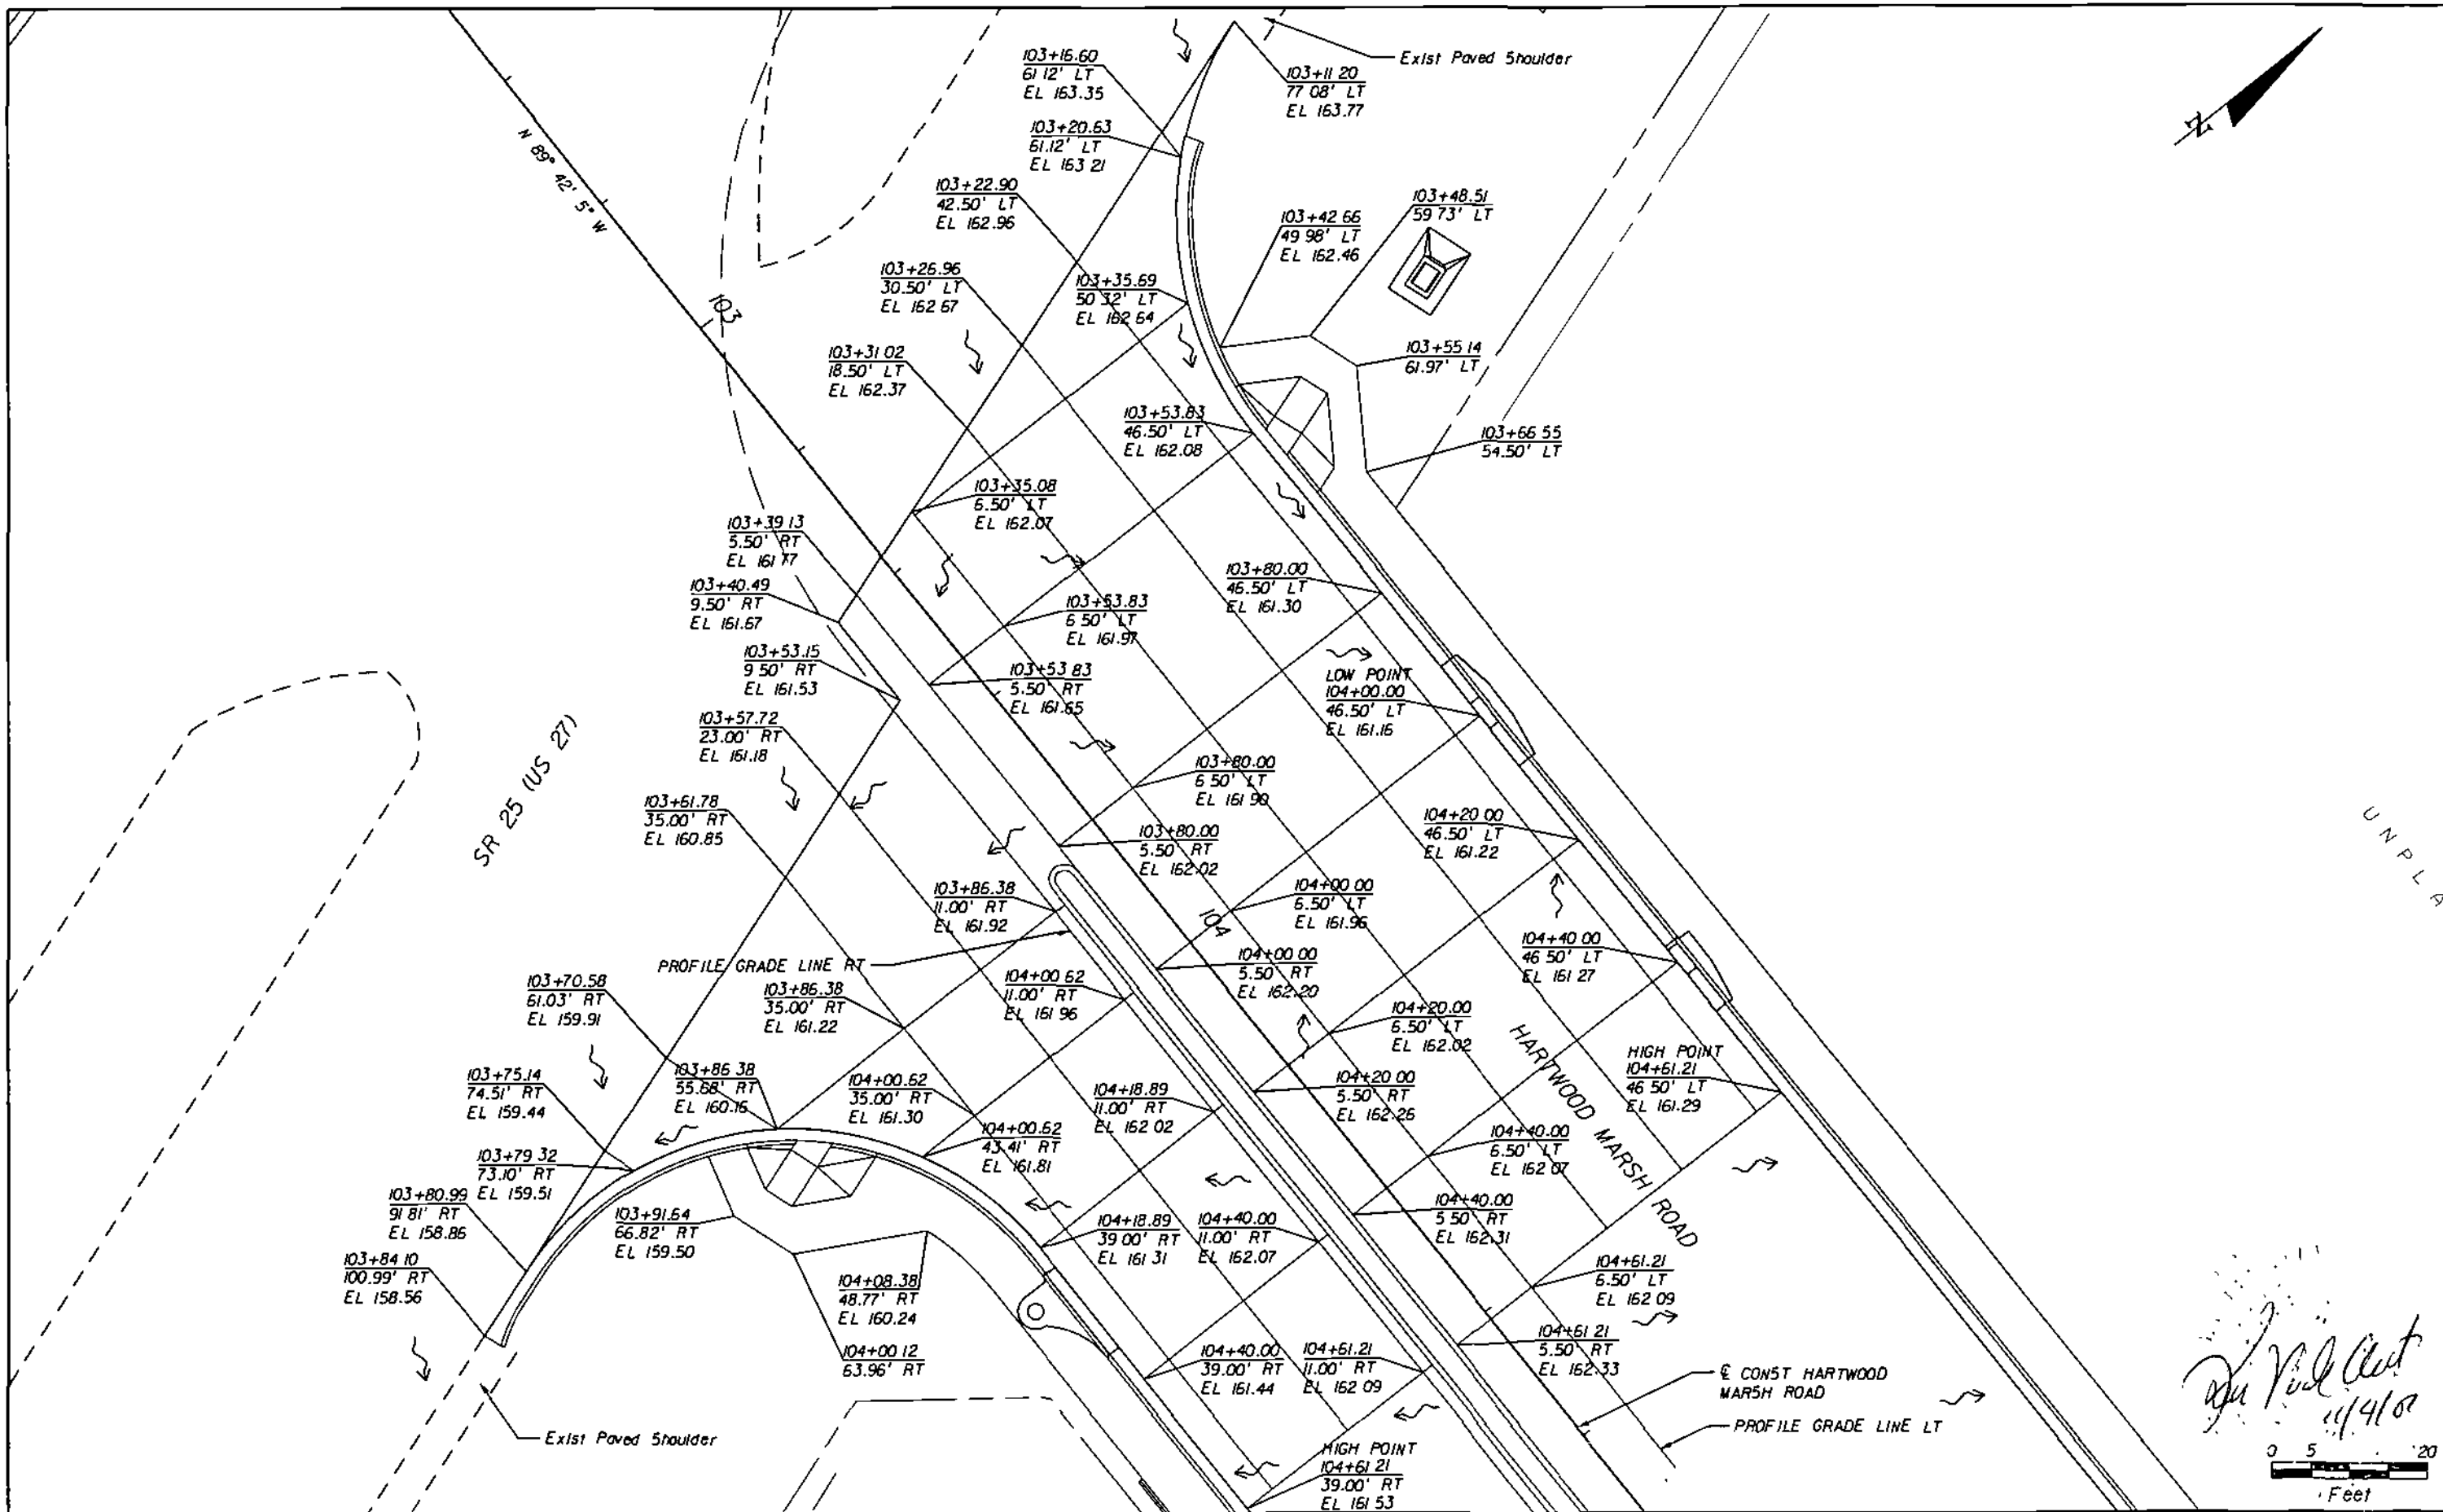 Exist Paved Shoulder
103+16.60
61 12' LT
EL 163.35
103+11 20
77 08' LT
EL 163.77
103+20.63
61.12' LT
EL 163 21
N 89° 42' 5" W
103+22.90
42.50' LT
EL 162.96
103+48.51
59 73' LT
103+42 66
49 98' LT
EL 162.46
103+26.96
30.50' LT
EL 162 67
103+35.69
50 32' LT
EL 162 64
103
103+31 02
18.50' LT
EL 162.37
103+55 14
61.97' LT
103+53.83
46.50' LT
EL 162.08
103+66 55
54.50' LT
103+35.08
6.50' LT
EL 162.07
103+39 13
5.50' RT
EL 161 77
103+40.49
9.50' RT
EL 161.67
103+80.00
46.50' LT
EL 161.30
103+53.83
6 50' LT
EL 161.97
103+53.15
9 50' RT
EL 161.53
103+53 83
5.50' RT
EL 161.65
LOW POINT
104+00.00
46.50' LT
EL 161.16
103+57.72
23.00' RT
EL 161.18
SR 25 (US 27)
103+80.00
6 50' LT
EL 161 90
103+61.78
35.00' RT
EL 160.85
103+80.00
5.50' RT
EL 162.02
104+20 00
46.50' LT
EL 161.22
UNPLA
103+86.38
11.00' RT
EL 161.92
104+00 00
6.50' LT
EL 161.96
104
104+40 00
46 50' LT
EL 161 27
PROFILE GRADE LINE RT
104+00 00
5.50' RT
EL 162.20
103+70.58
61.03' RT
EL 159.91
103+86.38
35.00' RT
EL 161.22
104+00 62
11.00' RT
EL 161 96
104+20.00
6.50' LT
EL 162.02
HARTWOOD MARSH ROAD
HIGH POINT
104+61.21
46 50' LT
EL 161.29
103+75.14
74.51' RT
EL 159.44
103+86 38
55.68' RT
EL 160.16
104+00.62
35.00' RT
EL 161.30
104+18.89
11.00' RT
EL 162 02
104+20 00
5.50' RT
EL 162.26
104+00.62
43.41' RT
EL 161.81
104+40.00
6.50' LT
EL 162 07
103+79 32
73.10' RT
EL 159.51
103+80.99
91 81' RT
EL 158.86
103+91.64
66.82' RT
EL 159.50
104+18.89
39 00' RT
EL 161 31
104+40.00
11.00' RT
EL 162.07
104+40.00
5 50' RT
EL 162.31
103+84 10
100.99' RT
EL 158.56
104+08.38
48.77' RT
EL 160.24
104+61.21
6.50' LT
EL 162 09
104+00 12
63.96' RT
104+40.00
39.00' RT
EL 161.44
104+61.21
11.00' RT
EL 162 09
104+61 21
5.50' RT
EL 162.33
℄ CONST HARTWOOD
MARSH ROAD
PROFILE GRADE LINE LT
Exist Paved Shoulder
HIGH POINT
104+61 21
39.00' RT
EL 161 53
0 5 20
Feet